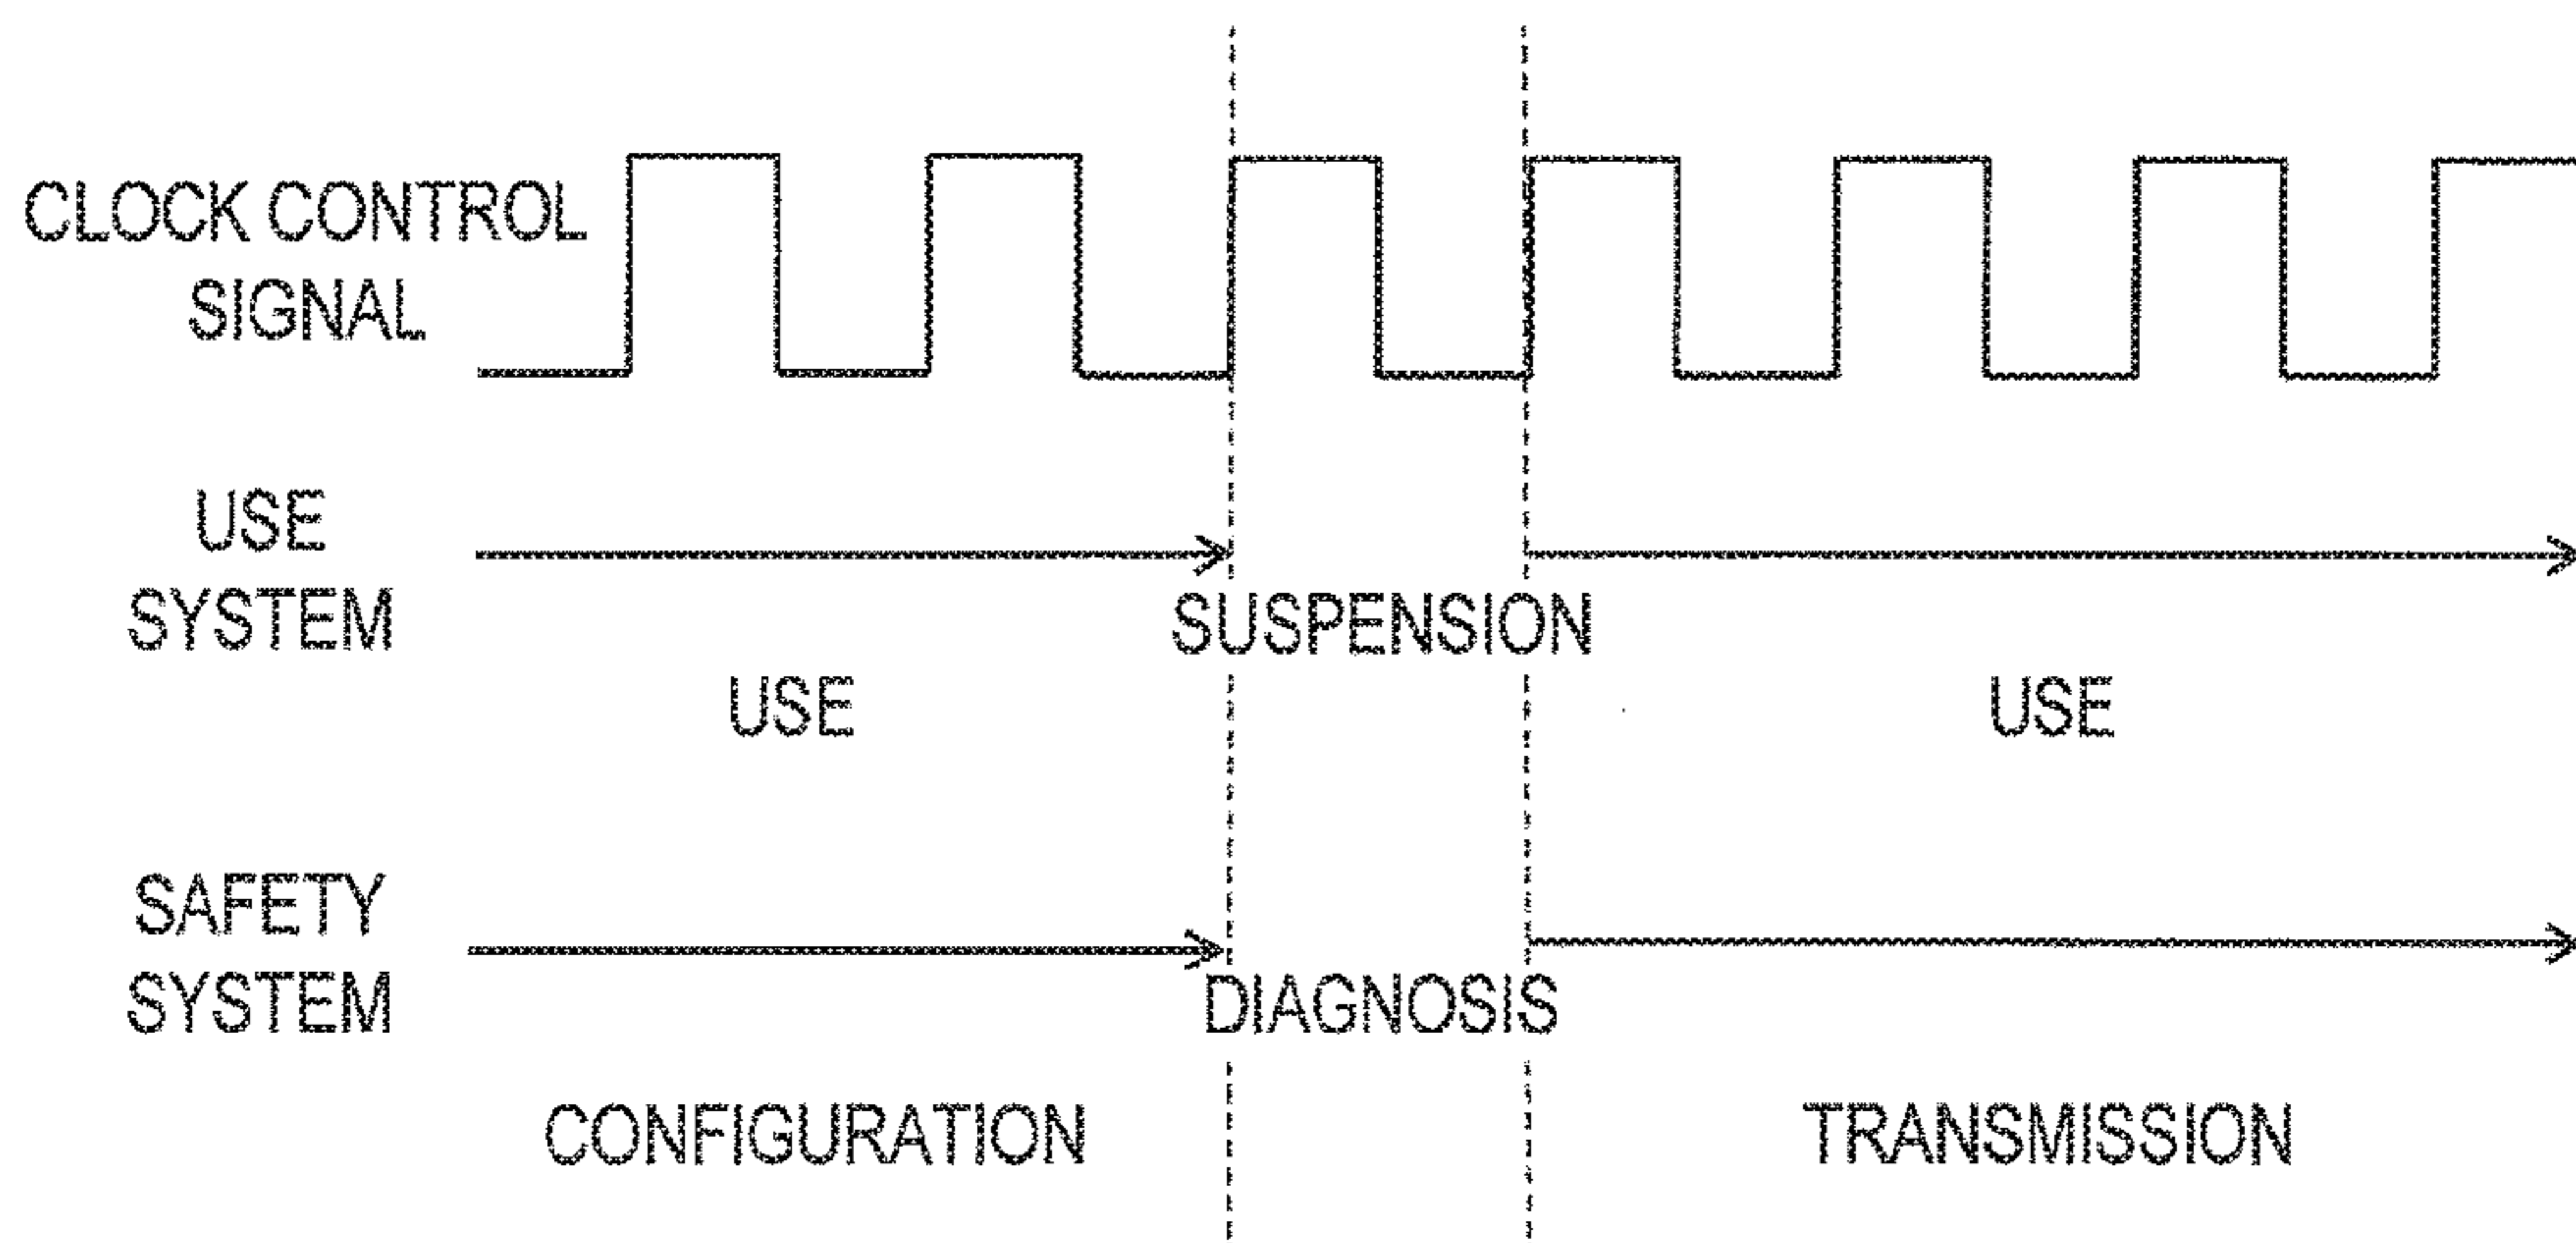 CLOCK CONTROL
SIGNAL
USE
SYSTEM
SUSPENSION
USE
USE
SAFETY
SYSTEM
DIAGNOSIS
CONFIGURATION
TRANSMISSION